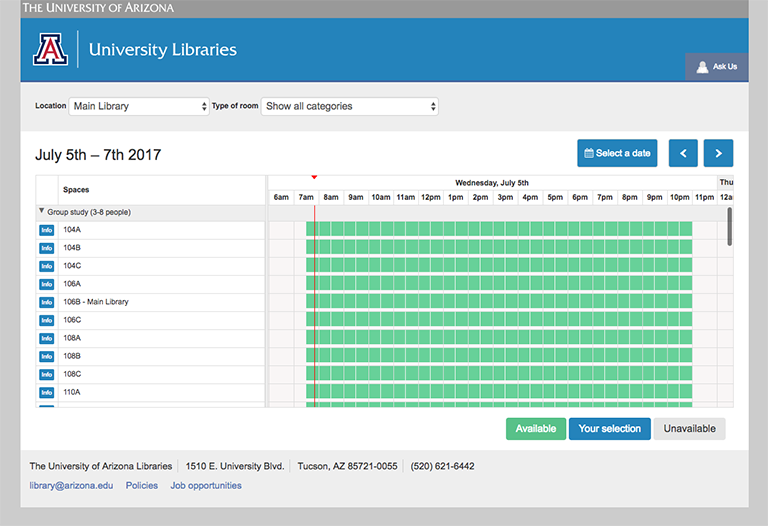 THE UNIVERSITY OF ARIZONA
A
University Libraries
Ask Us
Location Main Library Type of room Show all categories
July 5th – 7th 2017
Select a date < >
Spaces
Wednesday, July 5th Thu
6am 7am 8am 9am 10am 11am 12pm 1pm 2pm 3pm 4pm 5pm 6pm 7pm 8pm 9pm 10pm 11pm 12a
Group study (3-8 people)
Info 104A
Info 104B
Info 104C
Info 106A
Info 106B - Main Library
Info 106C
Info 108A
Info 108B
Info 108C
Info 110A
Available Your selection Unavailable
The University of Arizona Libraries 1510 E. University Blvd. Tucson, AZ 85721-0055 (520) 621-6442
library@arizona.edu Policies Job opportunities